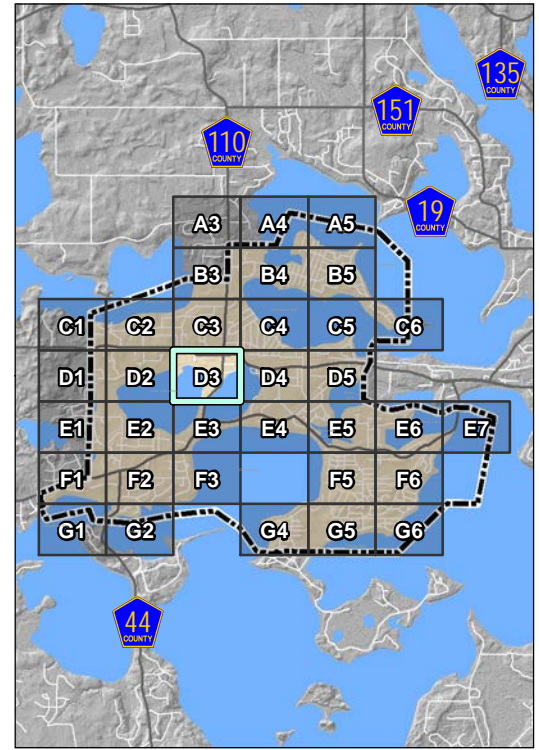 135
COUNTY
151
COUNTY
110
COUNTY
19
COUNTY
A3 A4 A5
B3 B4 B5
C1 C2 C3 C4 C5 C6
D1 D2 D3 D4 D5
E1 E2 E3 E4 E5 E6 E7
F1 F2 F3 F5 F6
G1 G2 G4 G5 G6
44
COUNTY